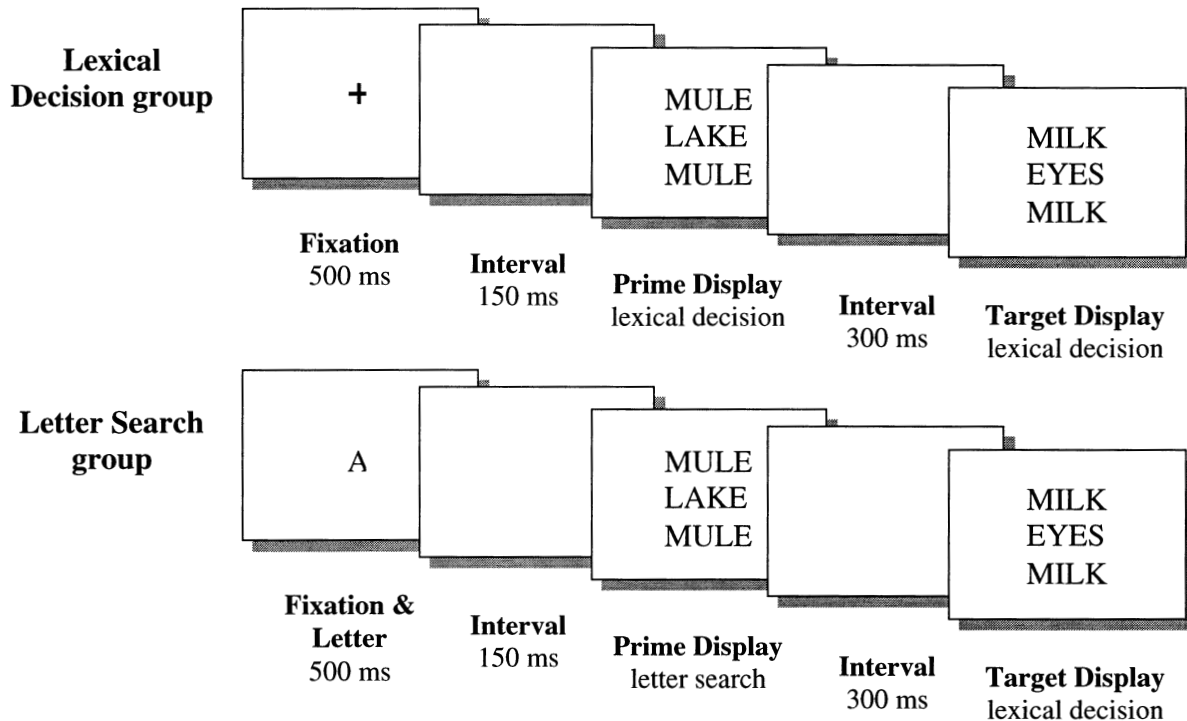 Lexical
Decision group
+
MULE
LAKE
MULE
MILK
EYES
MILK
Fixation
500 ms
Interval
150 ms
Prime Display
lexical decision
Interval
300 ms
Target Display
lexical decision
Letter Search
group
A
MULE
LAKE
MULE
MILK
EYES
MILK
Fixation &
Letter
500 ms
Interval
150 ms
Prime Display
letter search
Interval
300 ms
Target Display
lexical decision